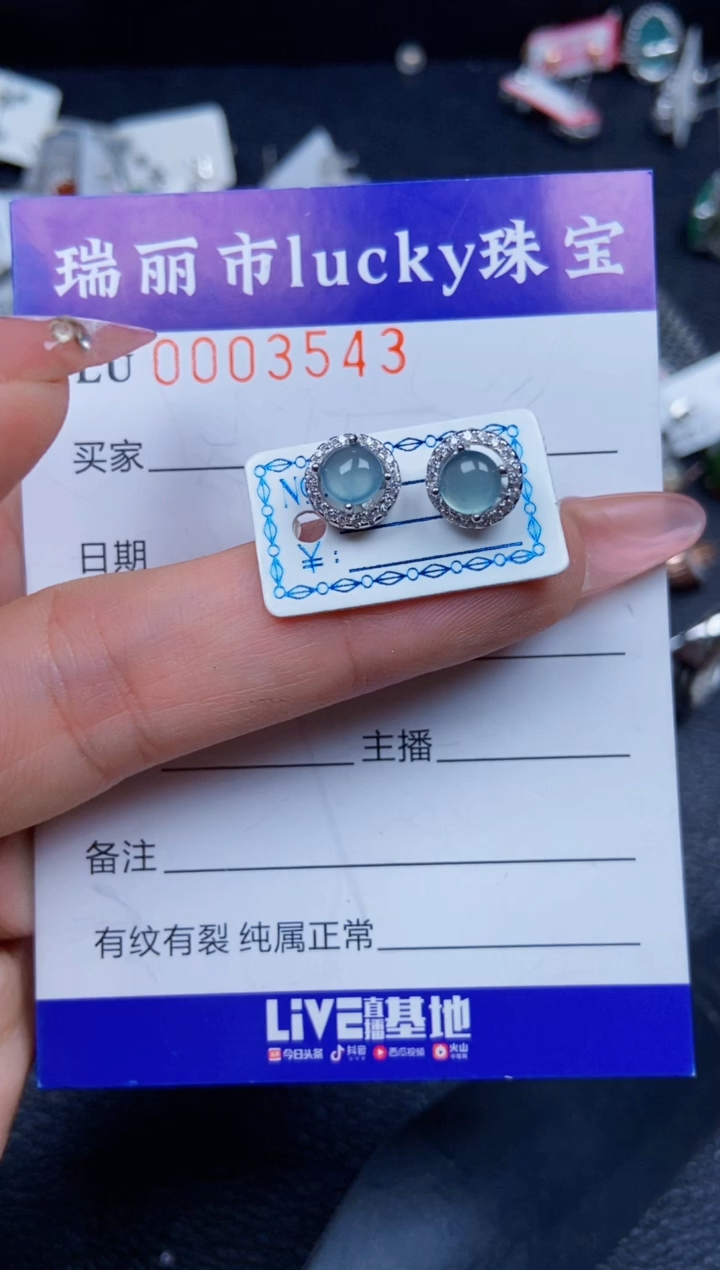 瑞丽市lucky珠宝
LU 0003543
买家
N
日期
¥:
主播
备注
有纹有裂 纯属正常
LiVE直播基地
今日头条 抖音 西瓜视频 火山